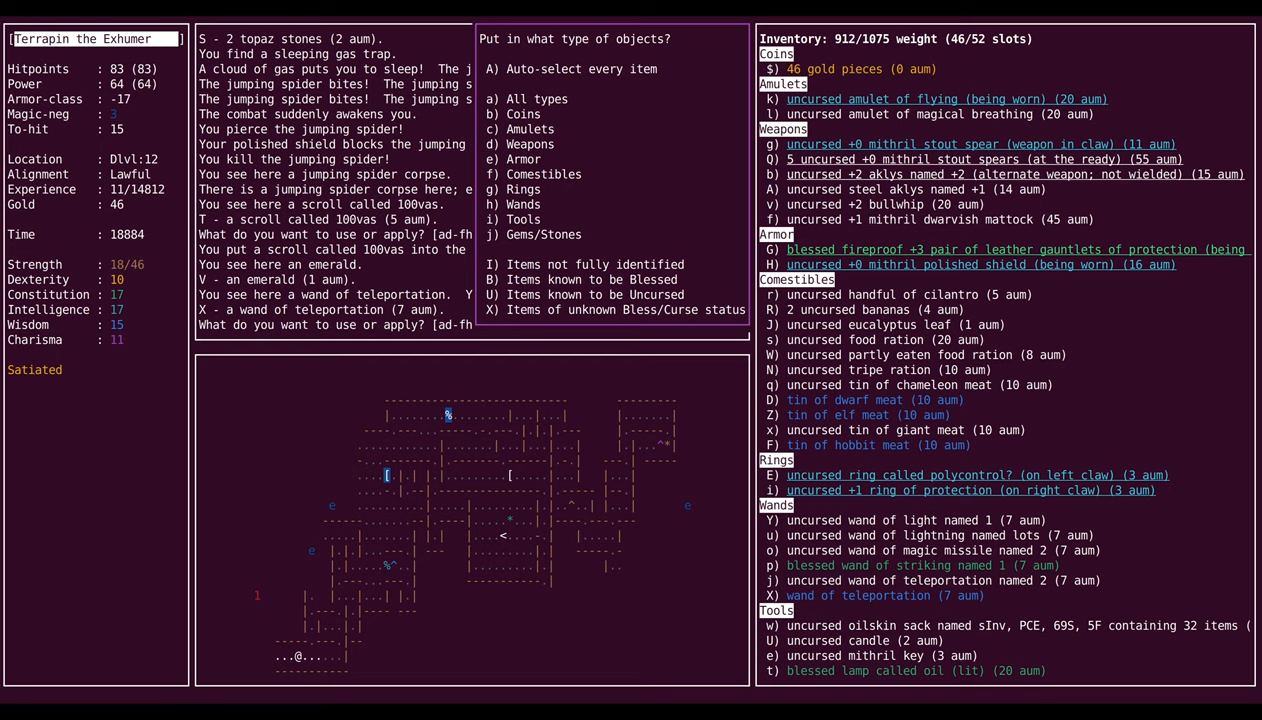 [Terrapin the Exhumer ]
Hitpoints : 83 (83)
Power : 64 (64)
Armor-class : -17
Magic-neg : 3
To-hit : 15
Location : Dlvl:12
Alignment : Lawful
Experience : 11/14812
Gold : 46
Time : 18884
Strength : 18/46
Dexterity : 10
Constitution : 17
Intelligence : 17
Wisdom : 15
Charisma : 11
Satiated
S - 2 topaz stones (2 aum).
You find a sleeping gas trap.
A cloud of gas puts you to sleep!  The j
The jumping spider bites!  The jumping s
The jumping spider bites!  The jumping s
The combat suddenly awakens you.
You pierce the jumping spider!
Your polished shield blocks the jumping
You kill the jumping spider!
You see here a jumping spider corpse.
There is a jumping spider corpse here; e
You see here a scroll called 100vas.
T - a scroll called 100vas (5 aum).
What do you want to use or apply? [ad-fh
You put a scroll called 100vas into the
You see here an emerald.
V - an emerald (1 aum).
You see here a wand of teleportation.  Y
X - a wand of teleportation (7 aum).
What do you want to use or apply? [ad-fh
Put in what type of objects?
A) Auto-select every item
a) All types
b) Coins
c) Amulets
d) Weapons
e) Armor
f) Comestibles
g) Rings
h) Wands
i) Tools
j) Gems/Stones
I) Items not fully identified
B) Items known to be Blessed
U) Items known to be Uncursed
X) Items of unknown Bless/Curse status
Inventory: 912/1075 weight (46/52 slots)
Coins
$) 46 gold pieces (0 aum)
Amulets
k) uncursed amulet of flying (being worn) (20 aum)
l) uncursed amulet of magical breathing (20 aum)
Weapons
g) uncursed +0 mithril stout spear (weapon in claw) (11 aum)
Q) 5 uncursed +0 mithril stout spears (at the ready) (55 aum)
b) uncursed +2 aklys named +2 (alternate weapon; not wielded) (15 aum)
A) uncursed steel aklys named +1 (14 aum)
v) uncursed +2 bullwhip (20 aum)
f) uncursed +1 mithril dwarvish mattock (45 aum)
Armor
G) blessed fireproof +3 pair of leather gauntlets of protection (being
H) uncursed +0 mithril polished shield (being worn) (16 aum)
Comestibles
r) uncursed handful of cilantro (5 aum)
R) 2 uncursed bananas (4 aum)
J) uncursed eucalyptus leaf (1 aum)
s) uncursed food ration (20 aum)
W) uncursed partly eaten food ration (8 aum)
N) uncursed tripe ration (10 aum)
q) uncursed tin of chameleon meat (10 aum)
D) tin of dwarf meat (10 aum)
Z) tin of elf meat (10 aum)
x) uncursed tin of giant meat (10 aum)
F) tin of hobbit meat (10 aum)
Rings
E) uncursed ring called polycontrol? (on left claw) (3 aum)
i) uncursed +1 ring of protection (on right claw) (3 aum)
Wands
Y) uncursed wand of light named 1 (7 aum)
u) uncursed wand of lightning named lots (7 aum)
o) uncursed wand of magic missile named 2 (7 aum)
p) blessed wand of striking named 1 (7 aum)
j) uncursed wand of teleportation named 2 (7 aum)
X) wand of teleportation (7 aum)
Tools
w) uncursed oilskin sack named sInv, PCE, 69S, 5F containing 32 items (
U) uncursed candle (2 aum)
e) uncursed mithril key (3 aum)
t) blessed lamp called oil (lit) (20 aum)